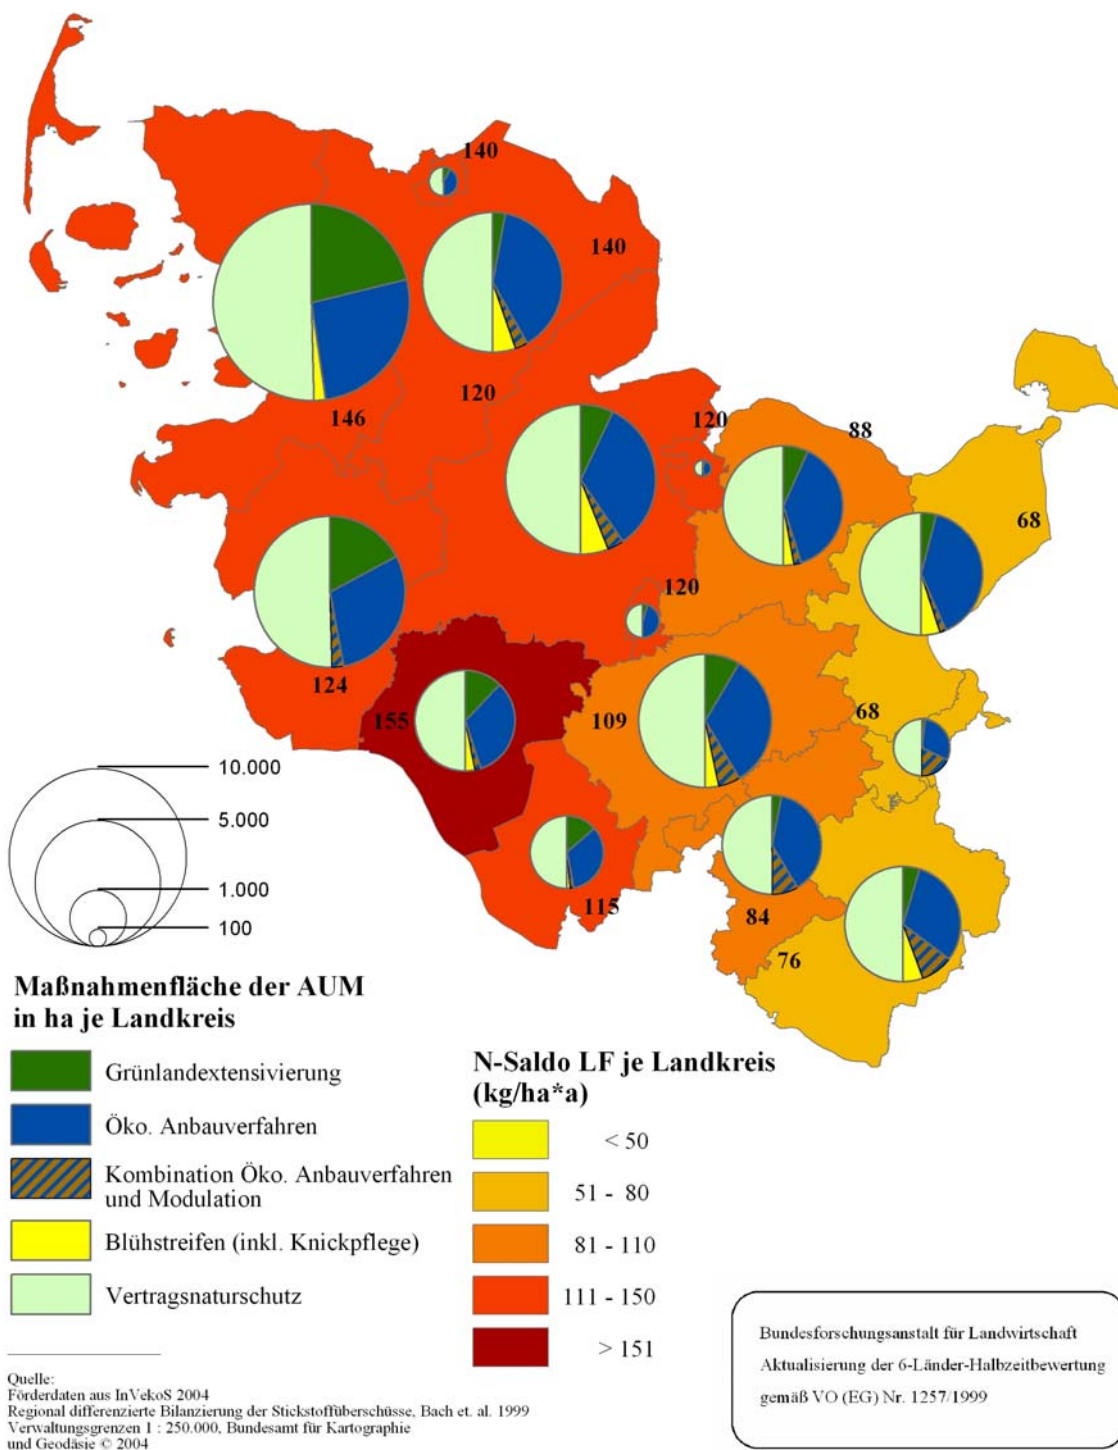 140
140
120
146
120
88
68
120
124
155
109
68
115
84
76
10.000
5.000
1.000
100
Maßnahmenfläche der AUM
in ha je Landkreis
Grünlandextensivierung
Öko. Anbauverfahren
Kombination Öko. Anbauverfahren
und Modulation
Blühstreifen (inkl. Knickpflege)
Vertragsnaturschutz
N-Saldo LF je Landkreis
(kg/ha*a)
< 50
51 - 80
81 - 110
111 - 150
> 151
Quelle:
Förderdaten aus InVekoS 2004
Regional differenzierte Bilanzierung der Stickstoffüberschüsse, Bach et. al. 1999
Verwaltungsgrenzen 1 : 250.000, Bundesamt für Kartographie
und Geodäsie © 2004
Bundesforschungsanstalt für Landwirtschaft
Aktualisierung der 6-Länder-Halbzeitbewertung
gemäß VO (EG) Nr. 1257/1999